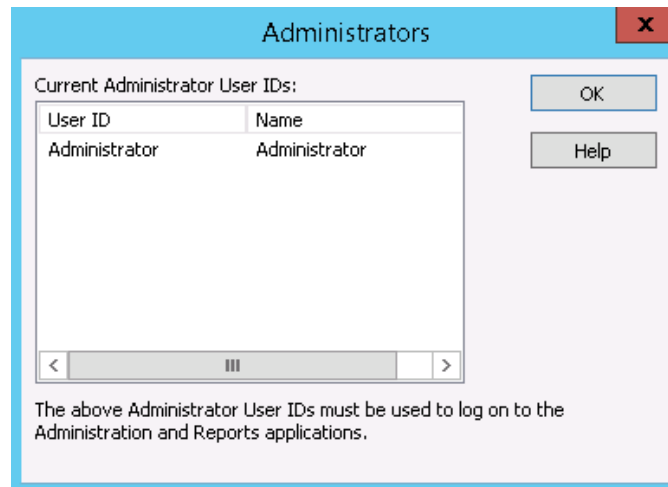 Administrators
x
Current Administrator User IDs:
OK
User ID Name
Help
Administrator Administrator
The above Administrator User IDs must be used to log on to the
Administration and Reports applications.